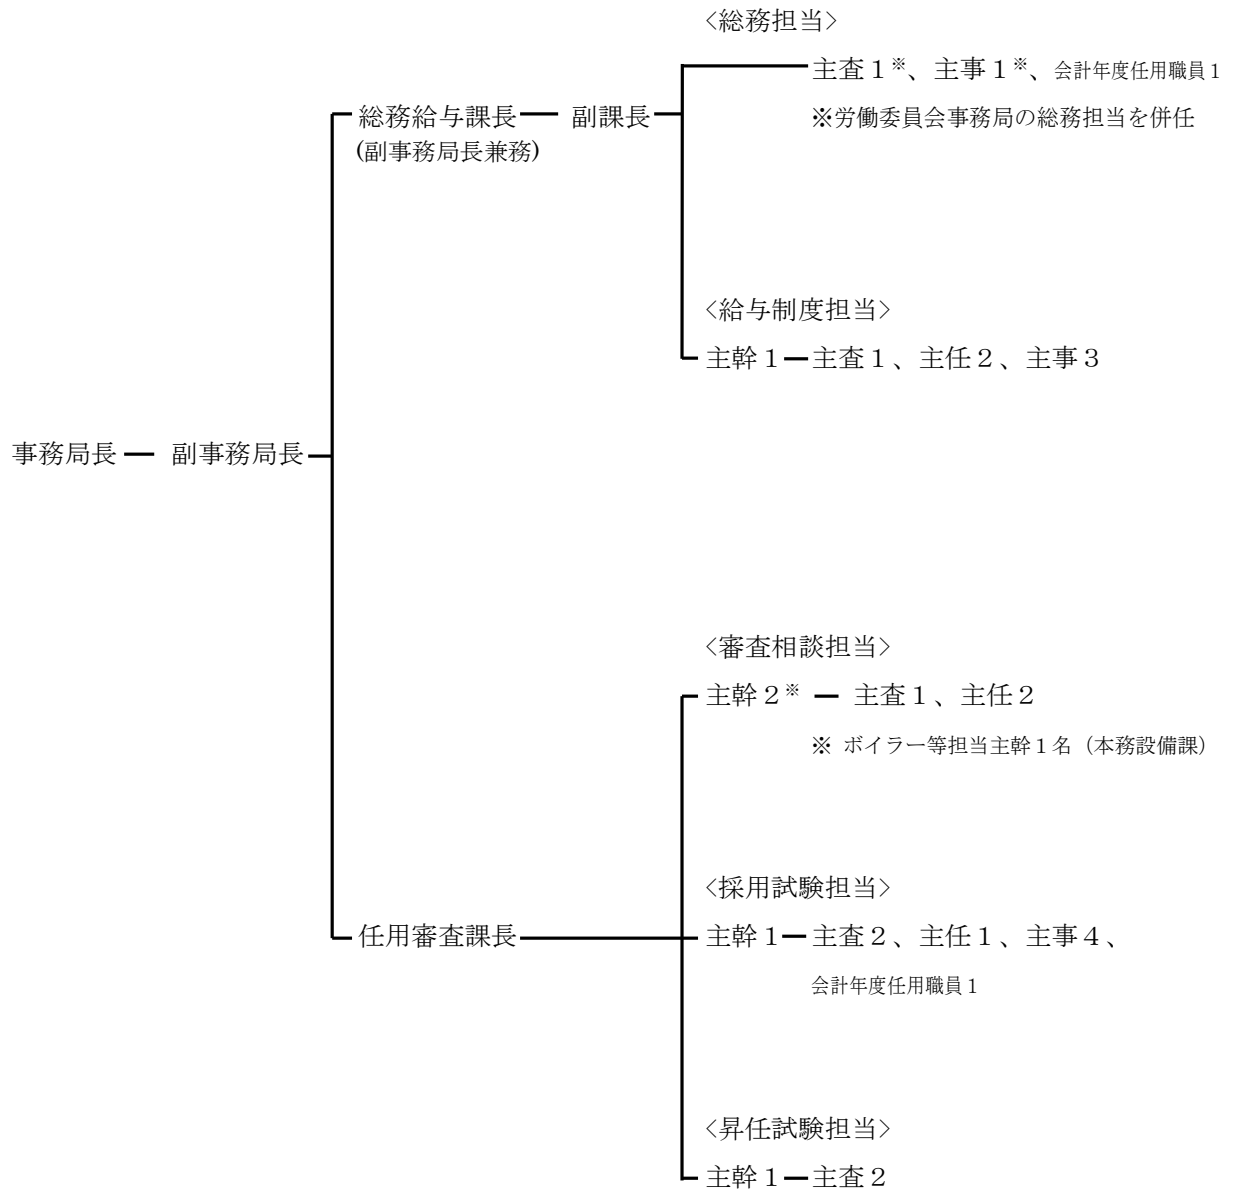 <総務担当>
主査１※、主事１※、会計年度任用職員１
総務給与課長 副課長
※労働委員会事務局の総務担当を併任
(副事務局長兼務)
<給与制度担当>
主幹１ 主査１、主任２、主事３
事務局長 副事務局長
<審査相談担当>
主幹２※ 主査１、主任２
※ ボイラー等担当主幹１名（本務設備課）
<採用試験担当>
任用審査課長 主幹１ 主査２、主任１、主事４、
会計年度任用職員１
<昇任試験担当>
主幹１ 主査２